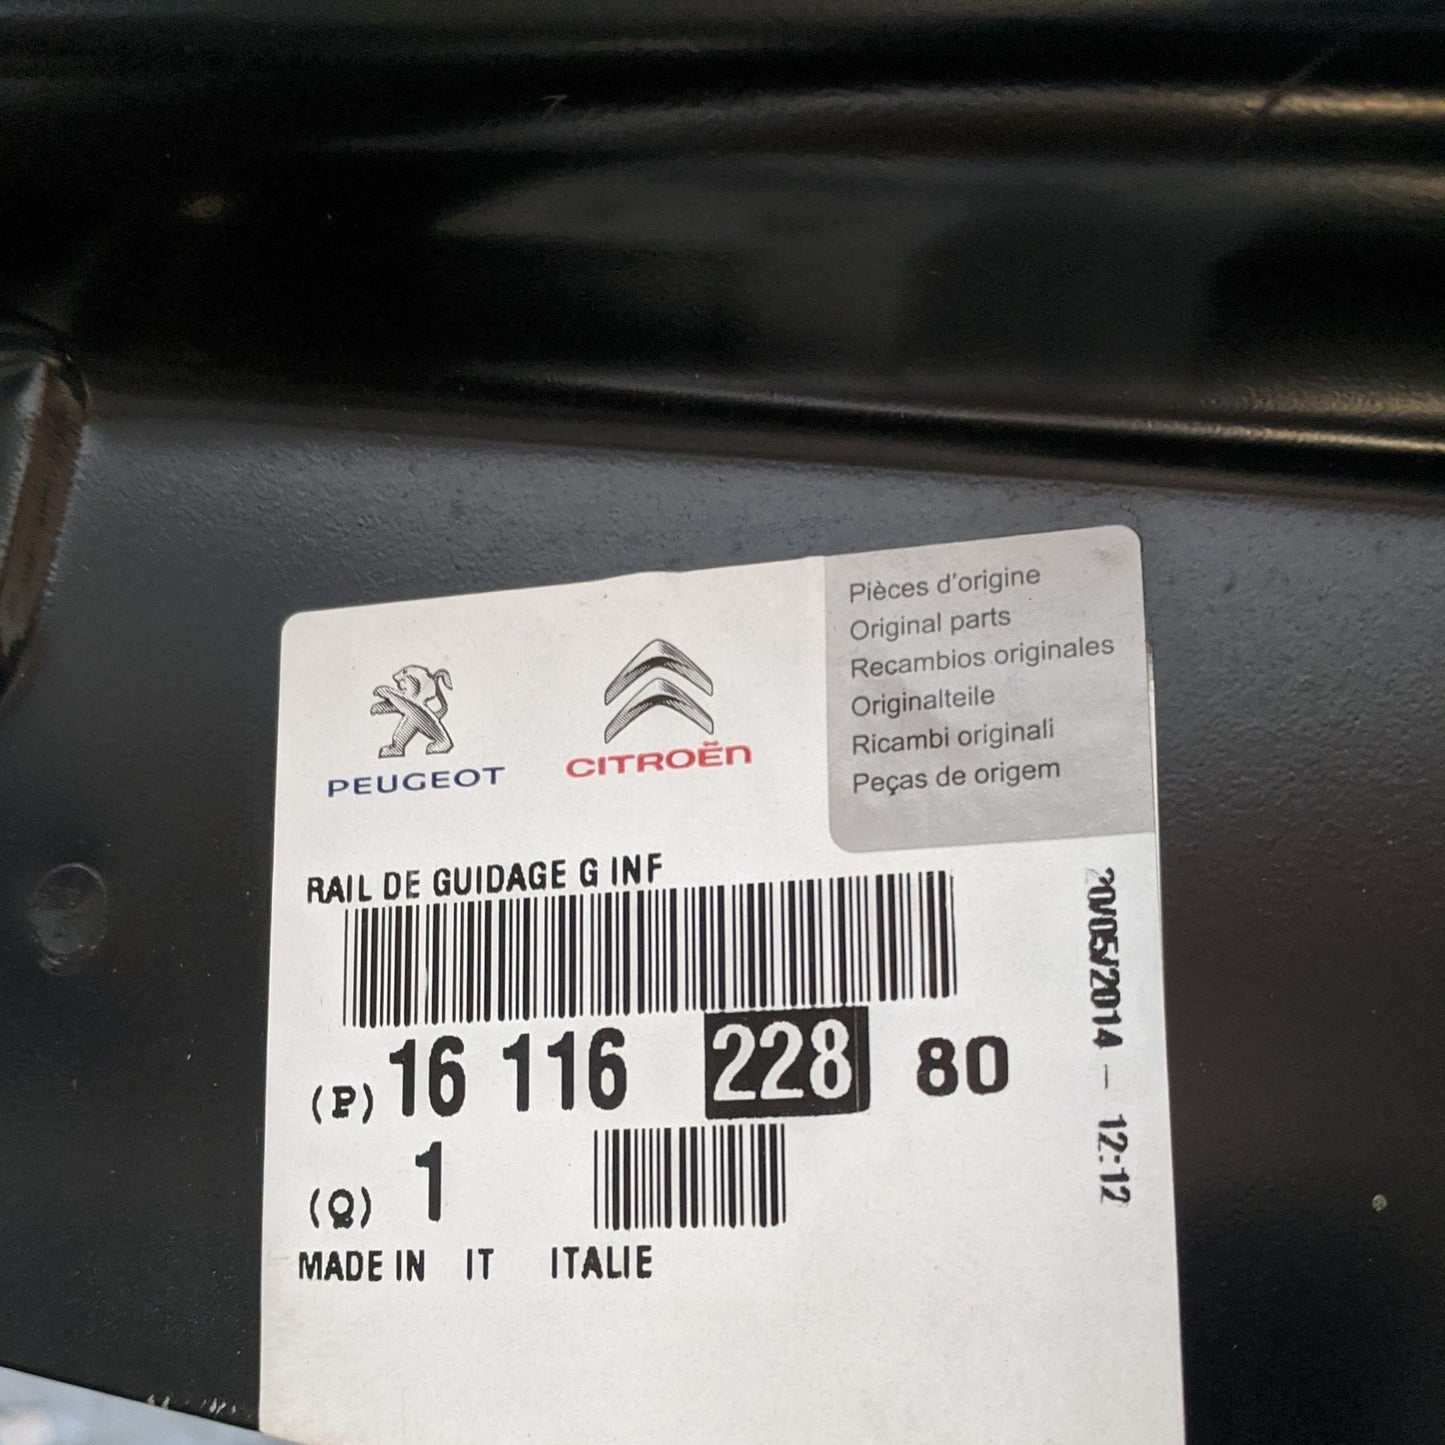 PEUGEOT
CITROËN
Pièces d'origine
Original parts
Recambios originales
Originalteile
Ricambi originali
Peças de origem
RAIL DE GUIDAGE G INF
(P) 16 116 228 80
(Q) 1
MADE IN IT ITALIE
20/05/2014 - 12:12